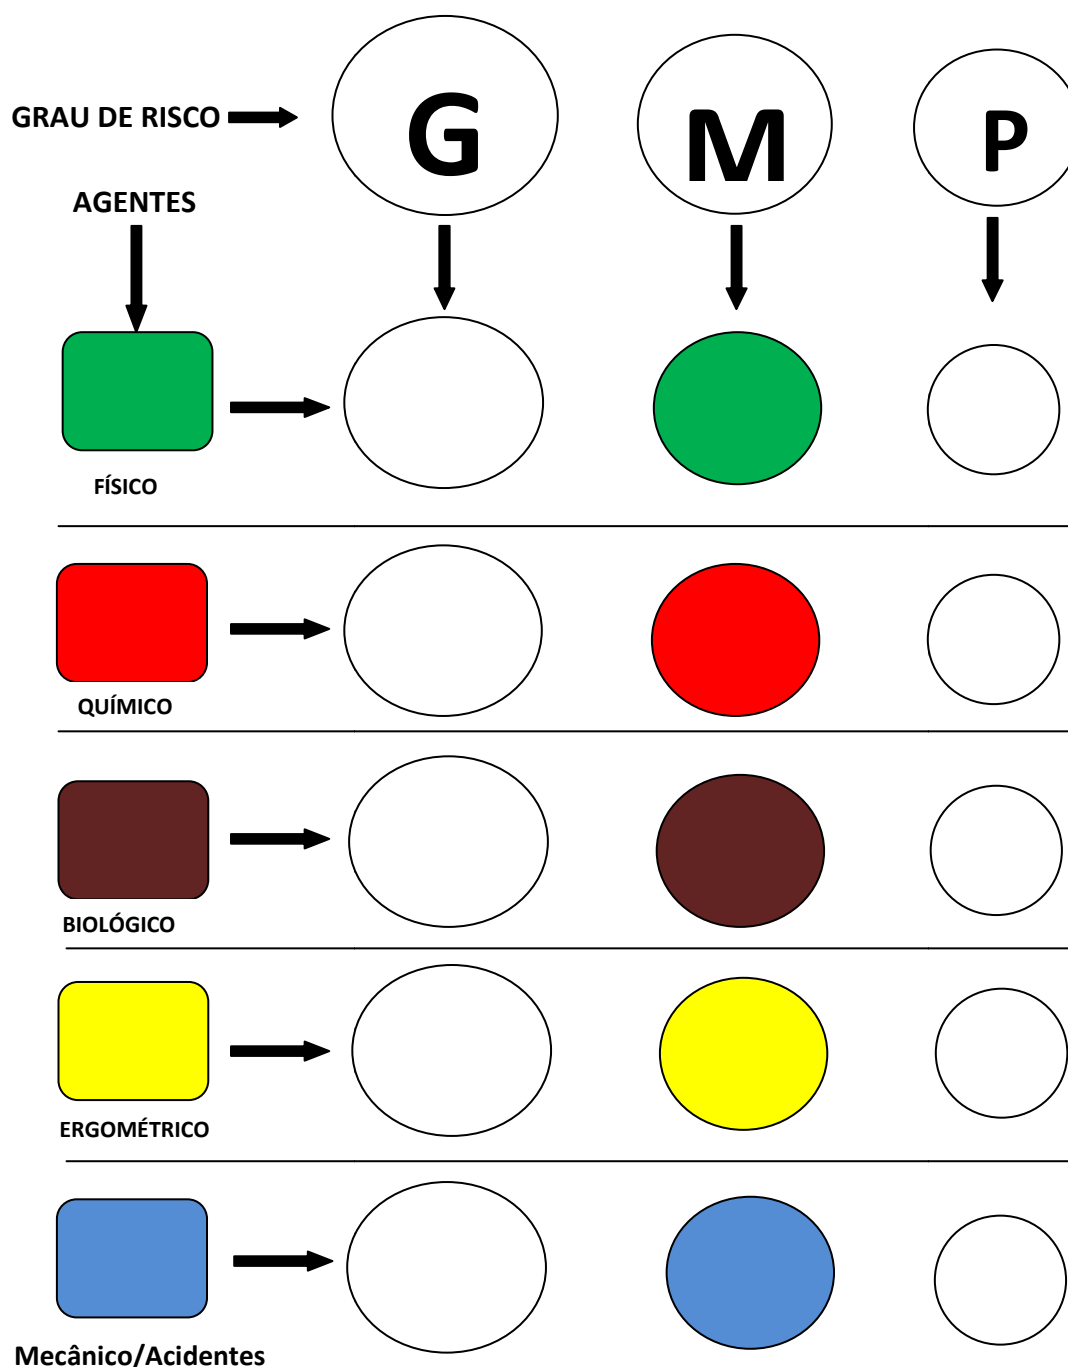 GRAU DE RISCO
G
M
P
AGENTES
FÍSICO
QUÍMICO
BIOLÓGICO
ERGOMÉTRICO
Mecânico/Acidentes